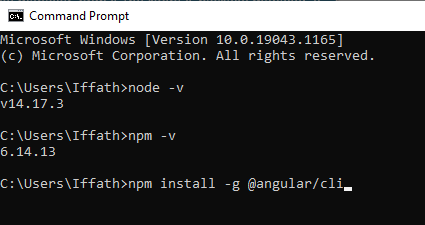 Command Prompt
Microsoft Windows [Version 10.0.19043.1165]
(c) Microsoft Corporation. All rights reserved.
C:\Users\Iffath>node -v
v14.17.3
C:\Users\Iffath>npm -v
6.14.13
C:\Users\Iffath>npm install -g @angular/cli